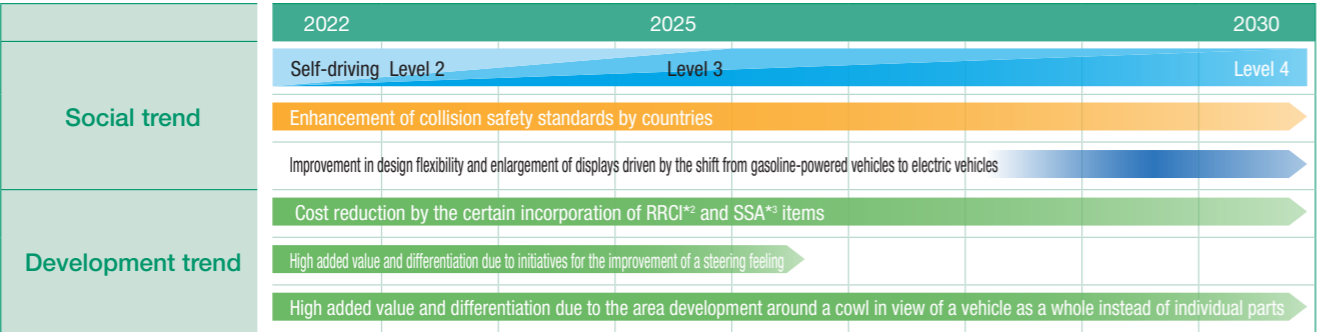 2022 2025 2030
Social trend
Self-driving Level 2 Level 3 Level 4
Enhancement of collision safety standards by countries
Improvement in design flexibility and enlargement of displays driven by the shift from gasoline-powered vehicles to electric vehicles
Development trend
Cost reduction by the certain incorporation of RRCI*2 and SSA*3 items
High added value and differentiation due to initiatives for the improvement of a steering feeling
High added value and differentiation due to the area development around a cowl in view of a vehicle as a whole instead of individual parts